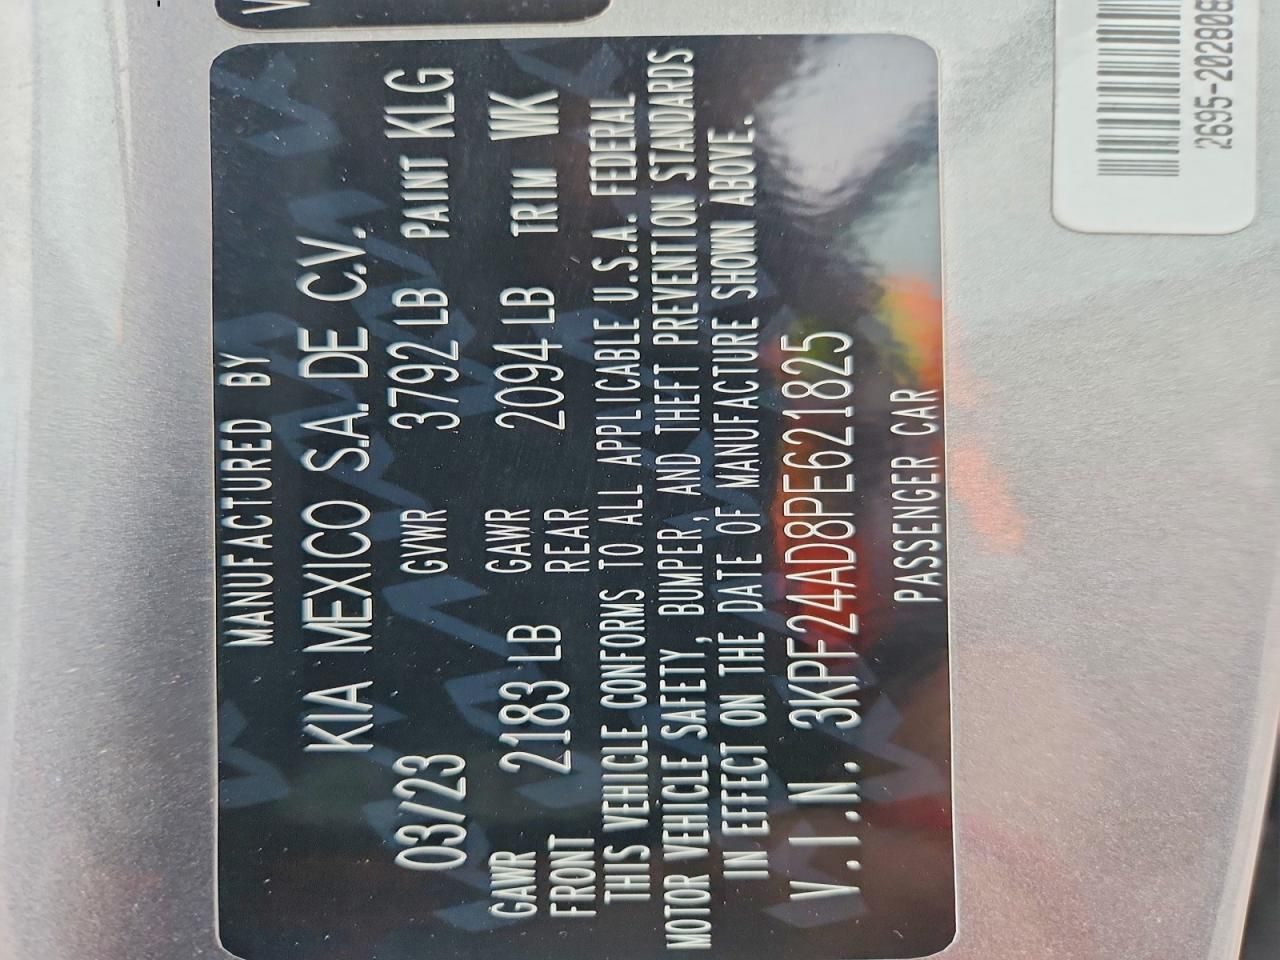 MANUFACTURED BY
KIA MEXICO S.A. DE C.V.
03/23 GVWR 3792 LB PAINT KLG
GAWR FRONT 2183 LB GAWR REAR 2094 LB TRIM WK
THIS VEHICLE CONFORMS TO ALL APPLICABLE U.S.A. FEDERAL
MOTOR VEHICLE SAFETY, BUMPER, AND THEFT PREVENTION STANDARDS
IN EFFECT ON THE DATE OF MANUFACTURE SHOWN ABOVE.
V.I.N. 3KPF24AD8PE621825
PASSENGER CAR
2695-202808